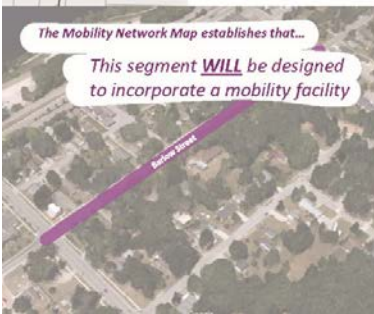 The Mobility Network Map establishes that...
This segment WILL be designed
to incorporate a mobility facility
Barlow Street